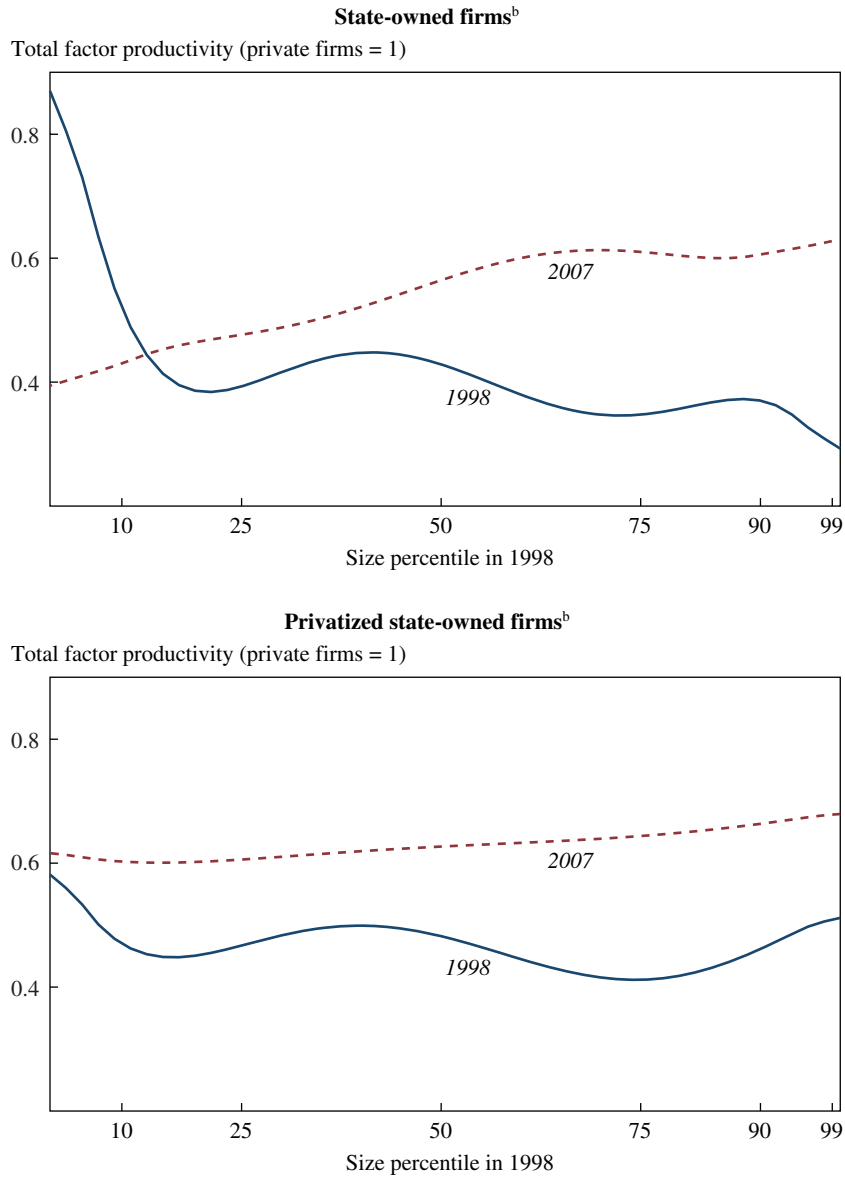 State-owned firmsᵇ
Total factor productivity (private firms = 1)
0.8
0.6
2007
0.4
1998
10 25 50 75 90 99
Size percentile in 1998
Privatized state-owned firmsᵇ
Total factor productivity (private firms = 1)
0.8
0.6
2007
1998
0.4
10 25 50 75 90 99
Size percentile in 1998